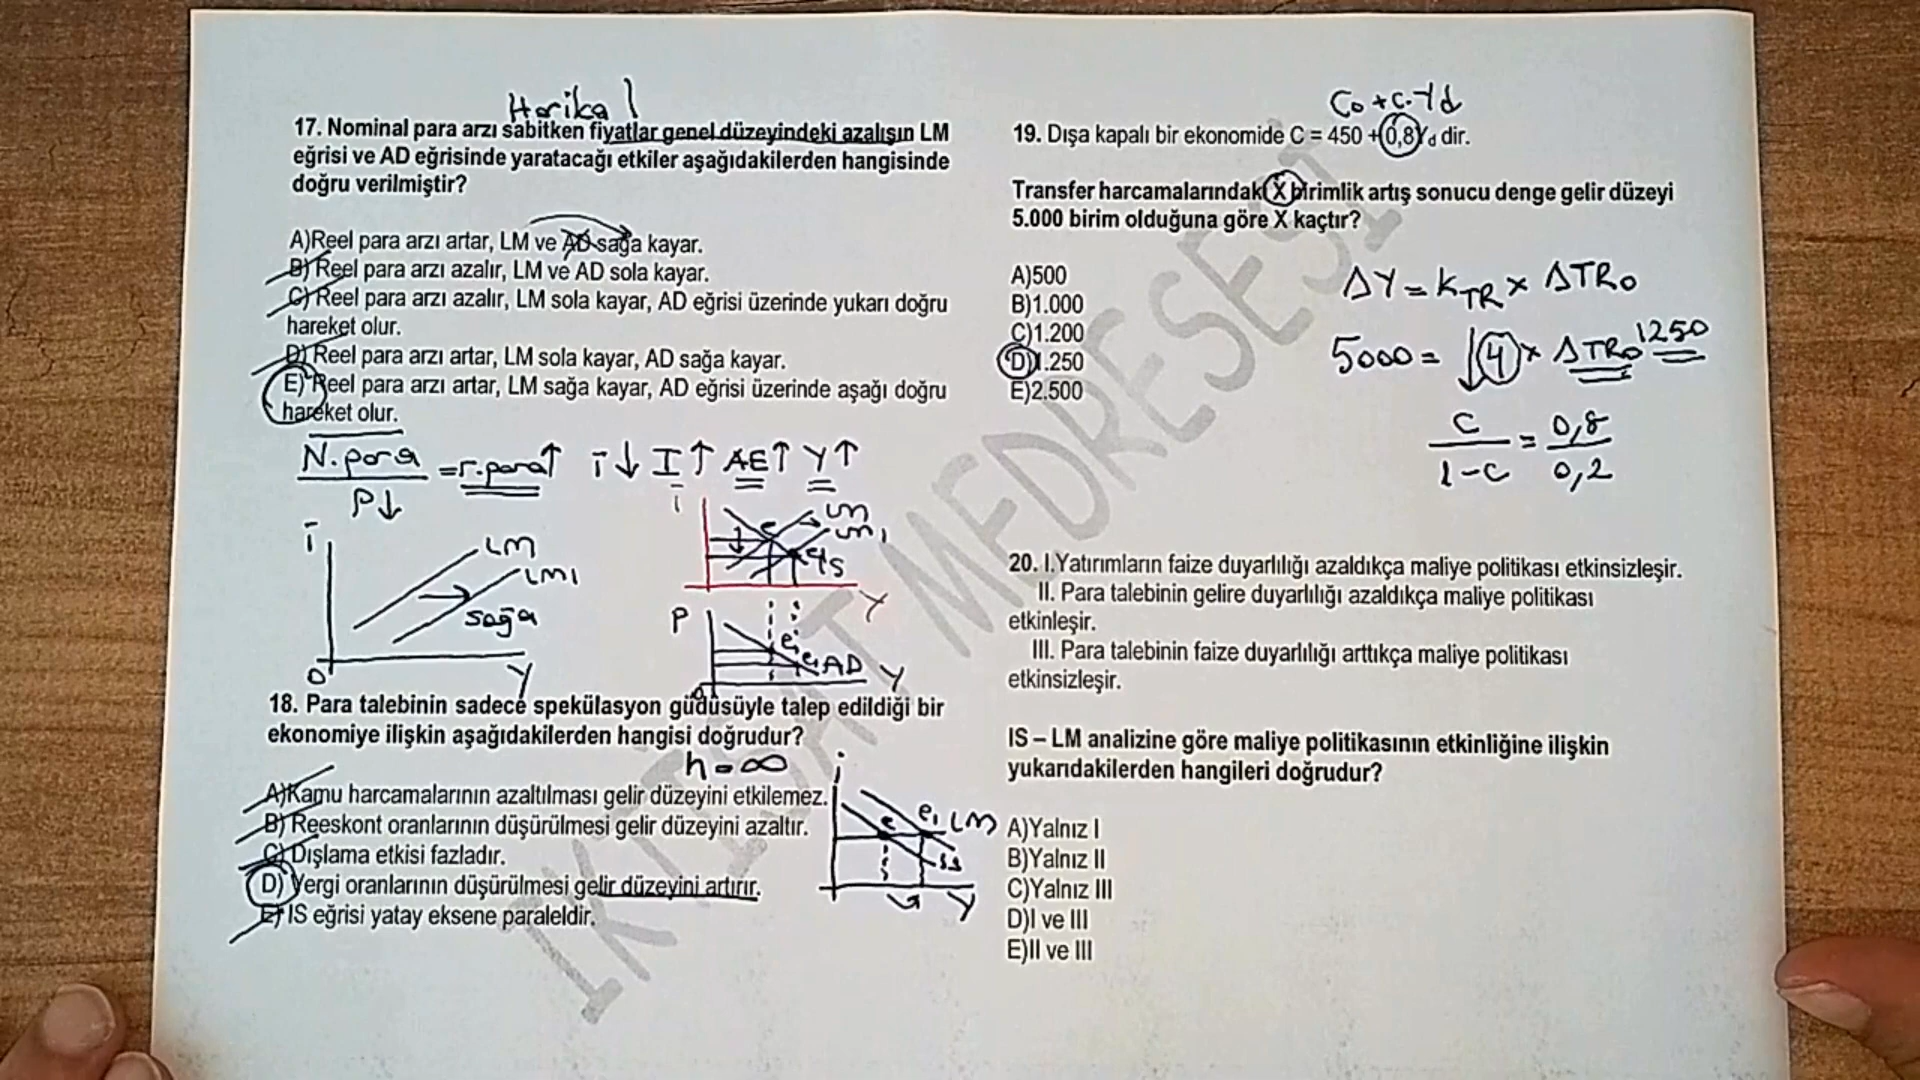 Harika!
17. Nominal para arzı sabitken fiyatlar genel düzeyindeki azalışın LM
eğrisi ve AD eğrisinde yaratacağı etkiler aşağıdakilerden hangisinde
doğru verilmiştir?
A)Reel para arzı artar, LM ve AD sağa kayar.
B) Reel para arzı azalır, LM ve AD sola kayar.
C) Reel para arzı azalır, LM sola kayar, AD eğrisi üzerinde yukarı doğru
hareket olur.
D) Reel para arzı artar, LM sola kayar, AD sağa kayar.
E) Reel para arzı artar, LM sağa kayar, AD eğrisi üzerinde aşağı doğru
hareket olur.
N.para
= r.para↑ i↓ I↑ AE↑ Y↑
P↓
i
LM
LM1
sağa
0
Y
i
LM
LM1
e
IS
Y
P
e
e1
AD
Y
18. Para talebinin sadece spekülasyon güdüsüyle talep edildiği bir
ekonomiye ilişkin aşağıdakilerden hangisi doğrudur?
h=∞
A)Kamu harcamalarının azaltılması gelir düzeyini etkilemez.
B) Reeskont oranlarının düşürülmesi gelir düzeyini azaltır.
C) Dışlama etkisi fazladır.
D) Vergi oranlarının düşürülmesi gelir düzeyini artırır.
E) IS eğrisi yatay eksene paraleldir.
i
e
e1
LM
Y
C0 + c.Yd
19. Dışa kapalı bir ekonomide C = 450 + 0,8Yd dir.
Transfer harcamalarındaki X birimlik artış sonucu denge gelir düzeyi
5.000 birim olduğuna göre X kaçtır?
A)500
B)1.000
C)1.200
D)1.250
E)2.500
ΔY = kTR × ΔTR0
5000 = 4 × ΔTR0 1250
c/1-c = 0,8/0,2
20. I.Yatırımların faize duyarlılığı azaldıkça maliye politikası etkinsizleşir.
II. Para talebinin gelire duyarlılığı azaldıkça maliye politikası
etkinleşir.
III. Para talebinin faize duyarlılığı arttıkça maliye politikası
etkinsizleşir.
IS – LM analizine göre maliye politikasının etkinliğine ilişkin
yukarıdakilerden hangileri doğrudur?
A)Yalnız I
B)Yalnız II
C)Yalnız III
D)I ve III
E)II ve III
İKTİSAT MEDRESESİ